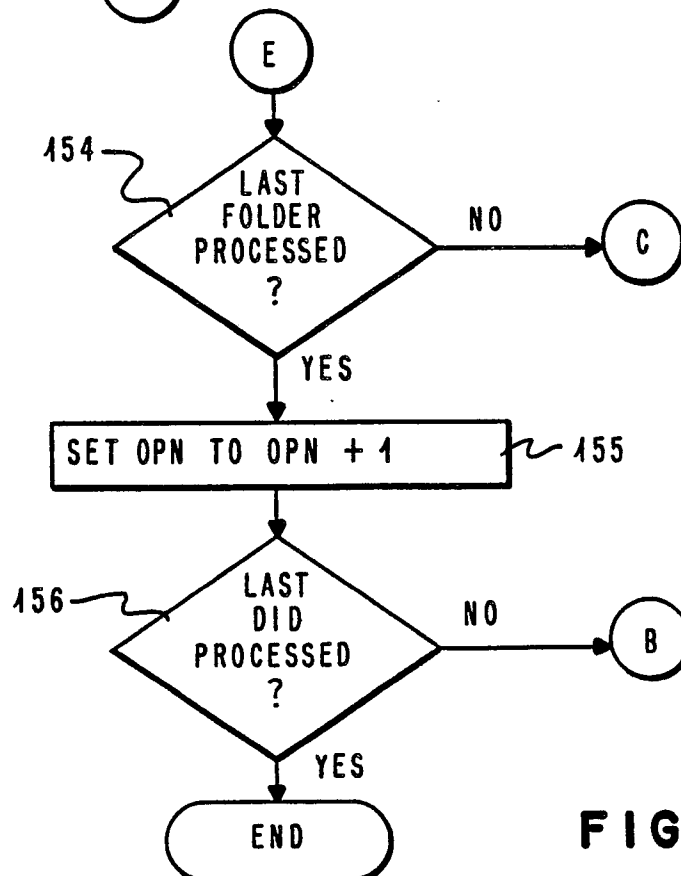 E
154
LAST
FOLDER
PROCESSED
?
NO
C
YES
SET OPN TO OPN + 1
155
156
LAST
DID
PROCESSED
?
NO
B
YES
END
FIG